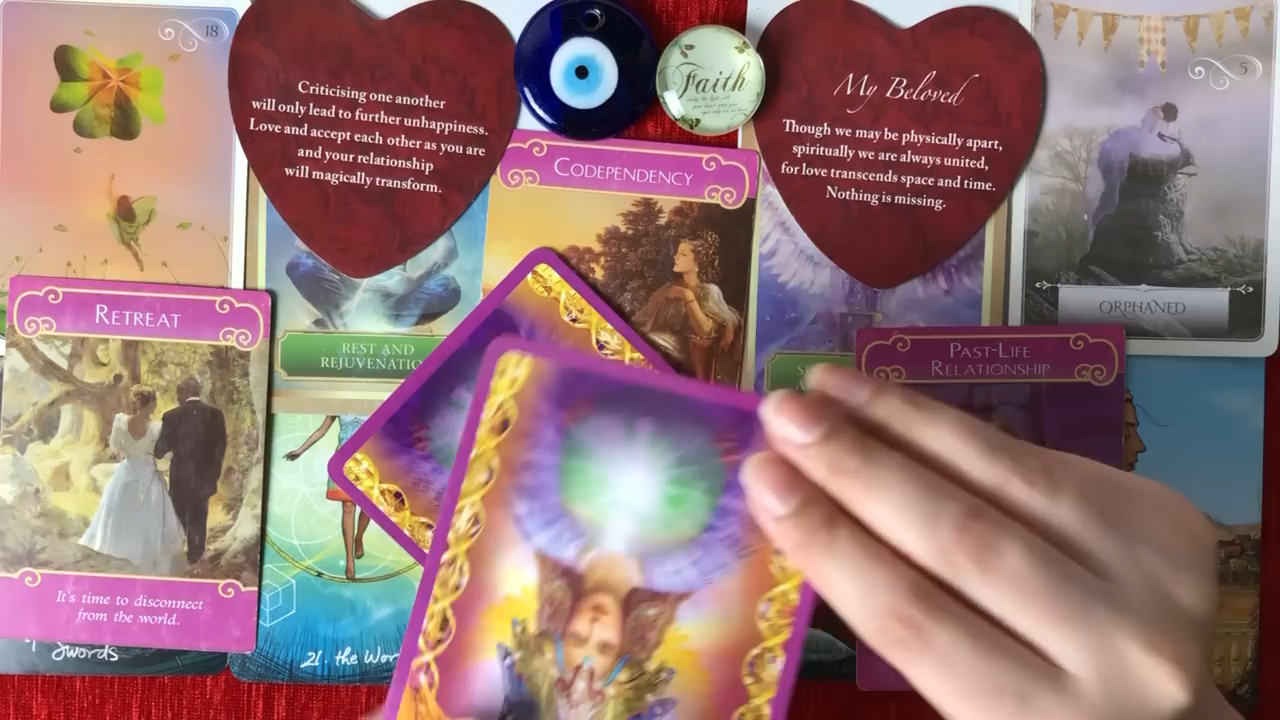 18
Criticising one another
will only lead to further unhappiness.
Love and accept each other as you are
and your relationship
will magically transform.
Faith
My Beloved
Though we may be physically apart,
spiritually we are always united,
for love transcends space and time.
Nothing is missing.
5
CODEPENDENCY
ORPHANED
RETREAT
REST AND
PAST-LIFE
RELATIONSHIP
It's time to disconnect
from the world.
Swords
21. the